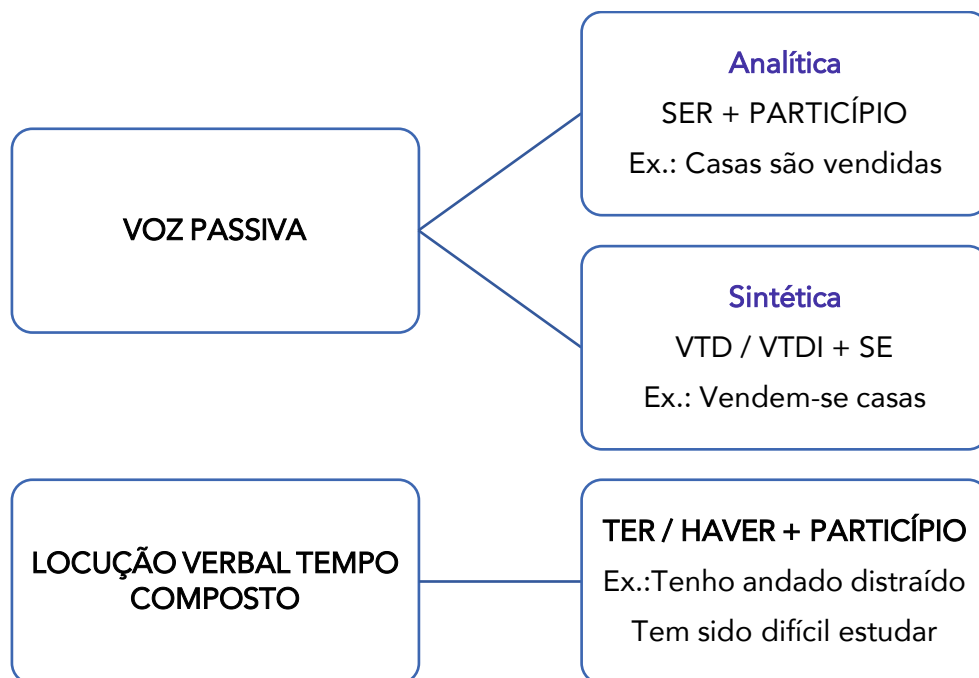 VOZ PASSIVA
Analítica
SER + PARTICÍPIO
Ex.: Casas são vendidas
Sintética
VTD / VTDI + SE
Ex.: Vendem-se casas
LOCUÇÃO VERBAL TEMPO
COMPOSTO
TER / HAVER + PARTICÍPIO
Ex.:Tenho andado distraído
Tem sido difícil estudar